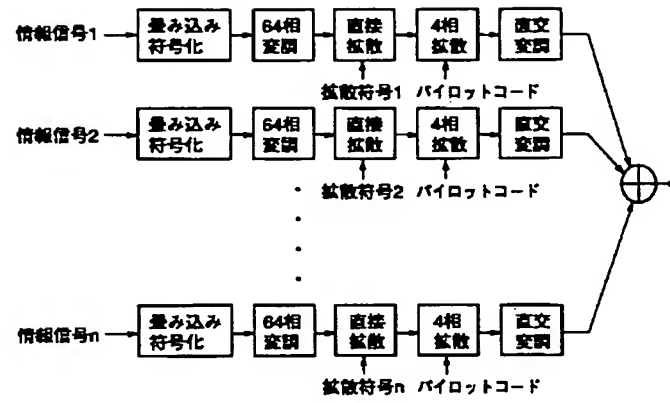 情報信号1
畳み込み
符号化
64相
変調
直接
拡散
4相
拡散
直交
変調
拡散符号1
パイロットコード
情報信号2
畳み込み
符号化
64相
変調
直接
拡散
4相
拡散
直交
変調
拡散符号2
パイロットコード
情報信号n
畳み込み
符号化
64相
変調
直接
拡散
4相
拡散
直交
変調
拡散符号n
パイロットコード